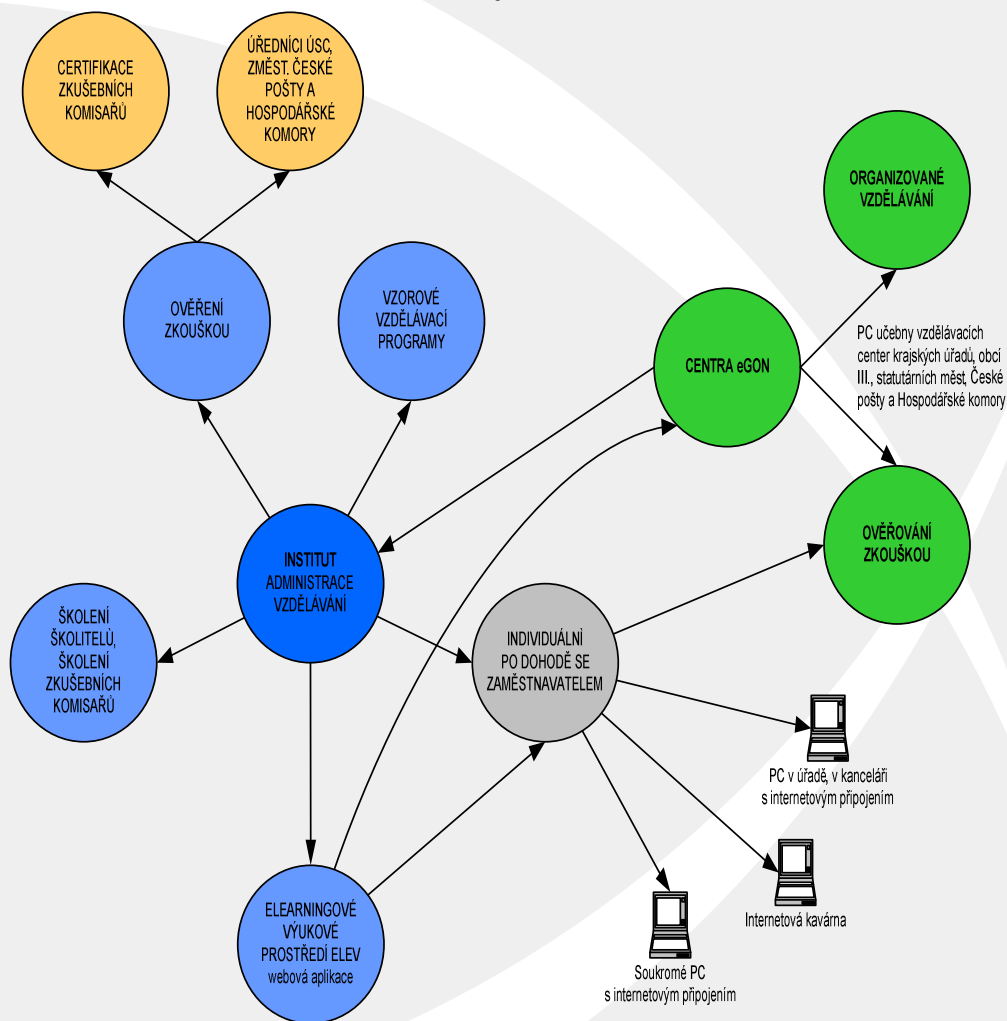 CERTIFIKACE
ZKUŠEBNÍCH
KOMISAŘŮ
ÚŘEDNÍCI ÚSC,
ZMĚST. ČESKÉ
POŠTY A
HOSPODÁŘSKÉ
KOMORY
ORGANIZOVANÉ
VZDĚLÁVÁNÍ
OVĚŘENÍ
ZKOUŠKOU
VZOROVÉ
VZDĚLÁVACÍ
PROGRAMY
CENTRA eGON
PC učebny vzdělávacích
center krajských úřadů, obcí
III., statutárních měst, České
pošty a Hospodářské komory
OVĚŘOVÁNÍ
ZKOUŠKOU
INSTITUT
ADMINISTRACE
VZDĚLÁVÁNÍ
ŠKOLENÍ
ŠKOLITELŮ,
ŠKOLENÍ
ZKUŠEBNÍCH
KOMISAŘŮ
INDIVIDUÁLNÍ
PO DOHODĚ SE
ZAMĚSTNAVATELEM
PC v úřadě, v kanceláři
s internetovým připojením
Internetová kavárna
ELEARNINGOVÉ
VÝUKOVÉ
PROSTŘEDÍ ELEV
webová aplikace
Soukromé PC
s internetovým připojením